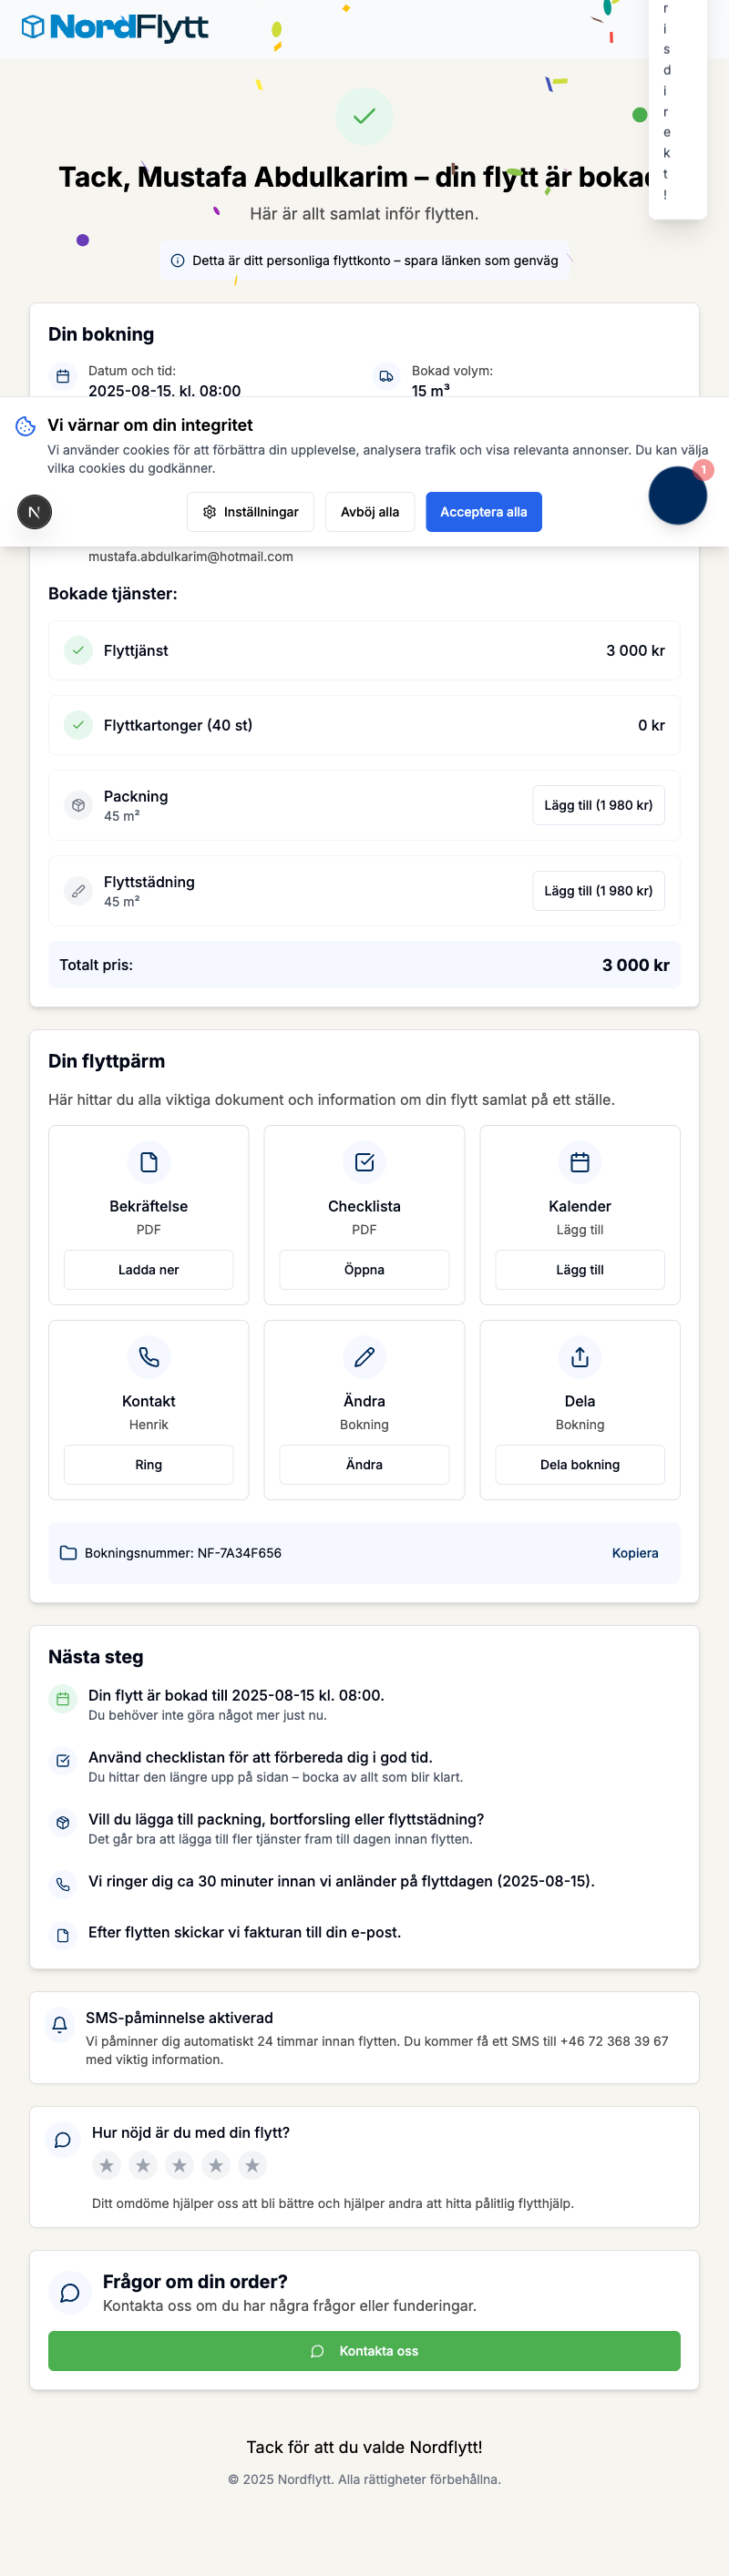 NordFlytt
r
i
s
d
i
r
e
k
t
!
Tack, Mustafa Abdulkarim – din flytt är bokad
Här är allt samlat inför flytten.
Detta är ditt personliga flyttkonto – spara länken som genväg
Din bokning
Datum och tid:
2025-08-15, kl. 08:00
Bokad volym:
15 m³
Vi värnar om din integritet
Vi använder cookies för att förbättra din upplevelse, analysera trafik och visa relevanta annonser. Du kan välja
vilka cookies du godkänner.
1
N
Inställningar
Avböj alla
Acceptera alla
mustafa.abdulkarim@hotmail.com
Bokade tjänster:
Flyttjänst
3 000 kr
Flyttkartonger (40 st)
0 kr
Packning
45 m²
Lägg till (1 980 kr)
Flyttstädning
45 m²
Lägg till (1 980 kr)
Totalt pris:
3 000 kr
Din flyttpärm
Här hittar du alla viktiga dokument och information om din flytt samlat på ett ställe.
Bekräftelse
PDF
Ladda ner
Checklista
PDF
Öppna
Kalender
Lägg till
Lägg till
Kontakt
Henrik
Ring
Ändra
Bokning
Ändra
Dela
Bokning
Dela bokning
Bokningsnummer: NF-7A34F656
Kopiera
Nästa steg
Din flytt är bokad till 2025-08-15 kl. 08:00.
Du behöver inte göra något mer just nu.
Använd checklistan för att förbereda dig i god tid.
Du hittar den längre upp på sidan – bocka av allt som blir klart.
Vill du lägga till packning, bortforsling eller flyttstädning?
Det går bra att lägga till fler tjänster fram till dagen innan flytten.
Vi ringer dig ca 30 minuter innan vi anländer på flyttdagen (2025-08-15).
Efter flytten skickar vi fakturan till din e-post.
SMS-påminnelse aktiverad
Vi påminner dig automatiskt 24 timmar innan flytten. Du kommer få ett SMS till +46 72 368 39 67
med viktig information.
Hur nöjd är du med din flytt?
Ditt omdöme hjälper oss att bli bättre och hjälper andra att hitta pålitlig flytthjälp.
Frågor om din order?
Kontakta oss om du har några frågor eller funderingar.
Kontakta oss
Tack för att du valde Nordflytt!
© 2025 Nordflytt. Alla rättigheter förbehållna.